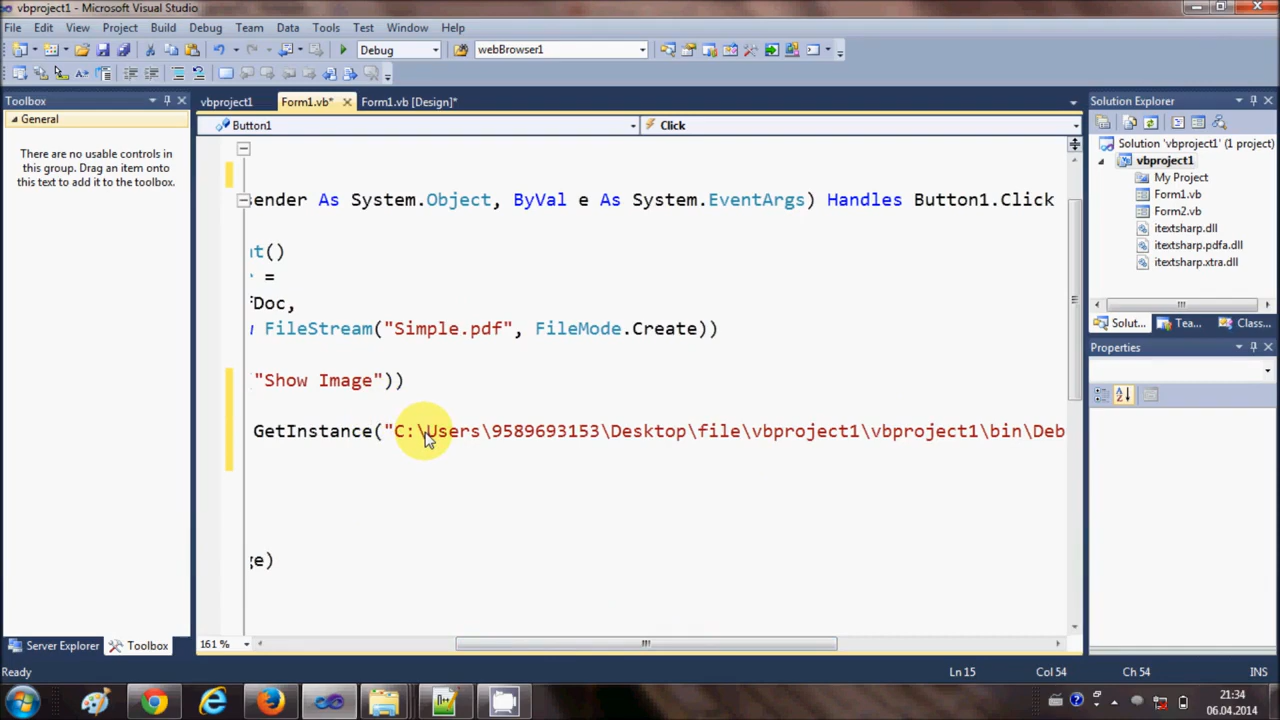 vbproject1 - Microsoft Visual Studio
File Edit View Project Build Debug Team Data Tools Test Window Help
Debug webBrowser1
Toolbox
vbproject1 Form1.vb* Form1.vb [Design]*
Solution Explorer
General
Button1 Click
There are no usable controls in
this group. Drag an item onto
this text to add it to the toolbox.
Solution 'vbproject1' (1 project)
vbproject1
My Project
Form1.vb
Form2.vb
itextsharp.dll
itextsharp.pdfa.dll
itextsharp.xtra.dll
ender As System.Object, ByVal e As System.EventArgs) Handles Button1.Click
nt()
=
fDoc,
FileStream("Simple.pdf", FileMode.Create))
("Show Image"))
GetInstance("C:\Users\9589693153\Desktop\file\vbproject1\vbproject1\bin\Deb
ge)
Solut... Tea... Class...
Properties
161 %
Server Explorer Toolbox
Ready Ln 15 Col 54 Ch 54 INS
21:34
06.04.2014